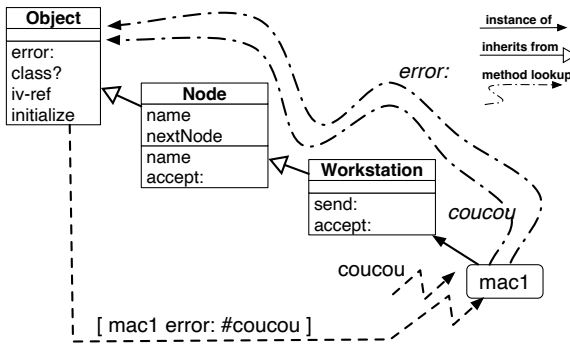 Object
error:
class?
iv-ref
initialize
Node
name
nextNode
name
accept:
Workstation
send:
accept:
error:
coucou
coucou
mac1
[ mac1 error: #coucou ]
instance of
inherits from
method lookup